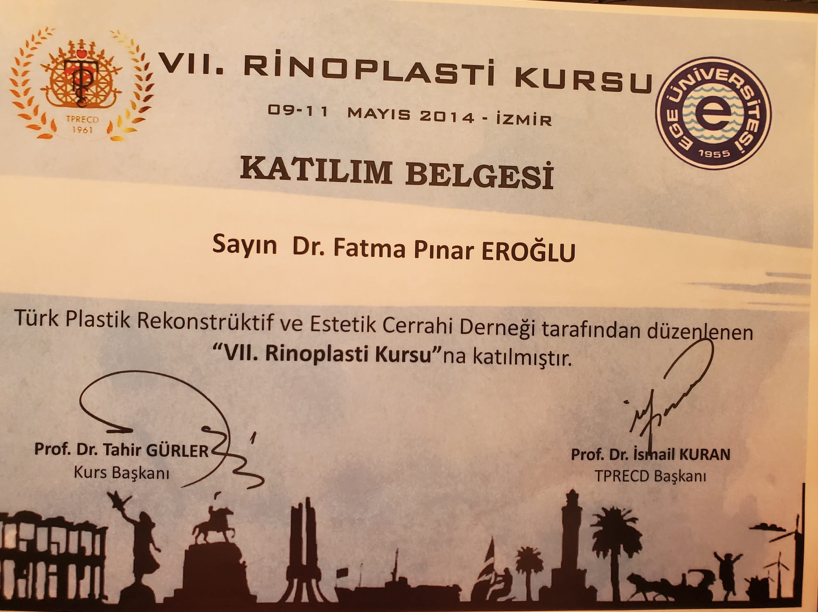 VII. RİNOPLASTİ KURSU
09-11 MAYIS 2014 - İZMİR
TPRECD
1961
EGE ÜNİVERSİTESİ
e
1955
KATILIM BELGESİ
Sayın Dr. Fatma Pınar EROĞLU
Türk Plastik Rekonstrüktif ve Estetik Cerrahi Derneği tarafından düzenlenen
“VII. Rinoplasti Kursu”na katılmıştır.
Prof. Dr. Tahir GÜRLER
Kurs Başkanı
Prof. Dr. İsmail KURAN
TPRECD Başkanı